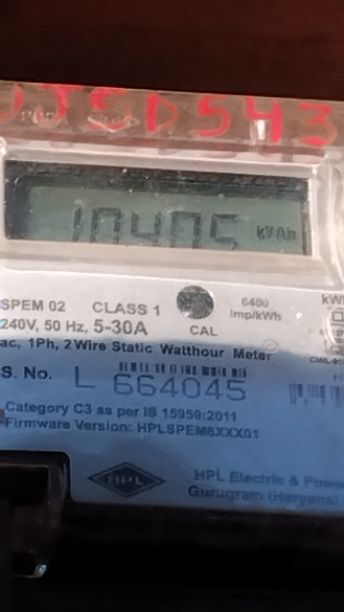 JJSD543
10405 kVAh
SPEM 02 CLASS 1 6400
240V, 50 Hz, 5-30A CAL Imp/kWh
ac, 1Ph, 2 Wire Static Watthour Meter
S. No. L 664045
Category C3 as per IS 15959:2011
Firmware Version: HPLSPEM6XXX01
HPL
HPL Electric & Powe
Gurugram (Haryana)